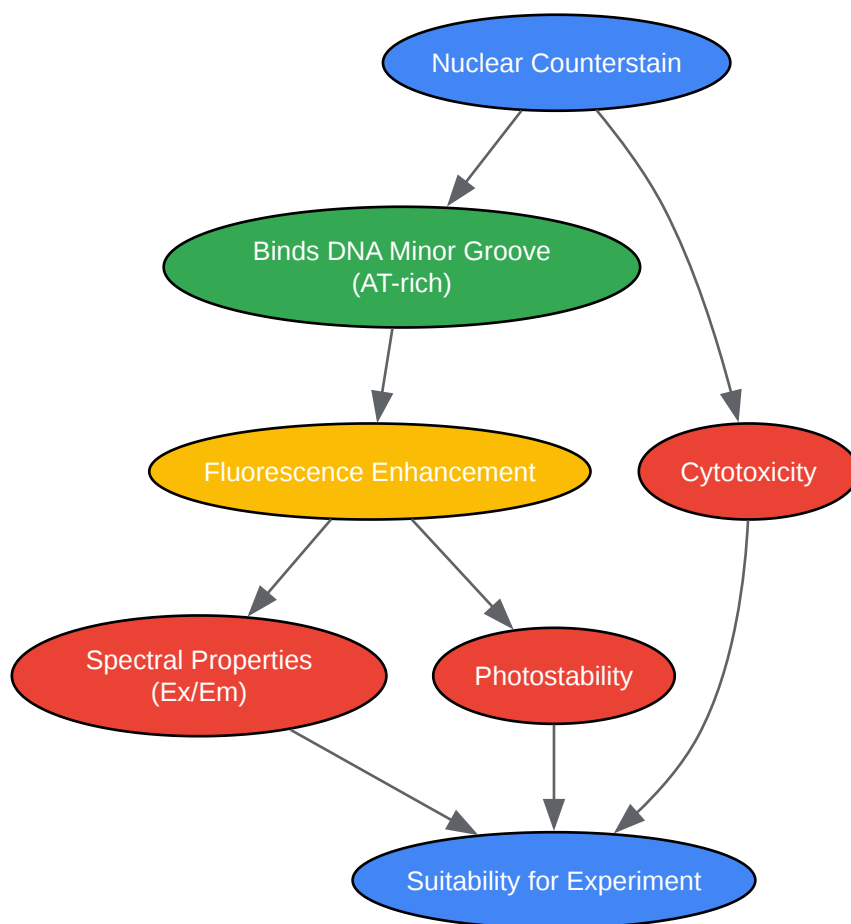 Nuclear Counterstain
Binds DNA Minor Groove
(AT-rich)
Fluorescence Enhancement
Cytotoxicity
Spectral Properties
(Ex/Em)
Photostability
Suitability for Experiment